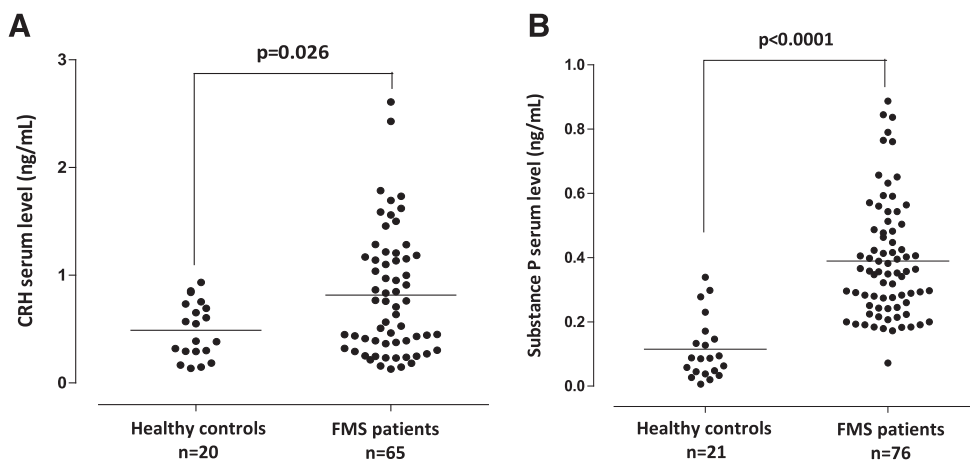 A
p=0.026
CRH serum level (ng/mL)
3
2
1
0
Healthy controls
n=20
FMS patients
n=65
B
p<0.0001
Substance P serum level (ng/mL)
1.0
0.8
0.6
0.4
0.2
0.0
Healthy controls
n=21
FMS patients
n=76